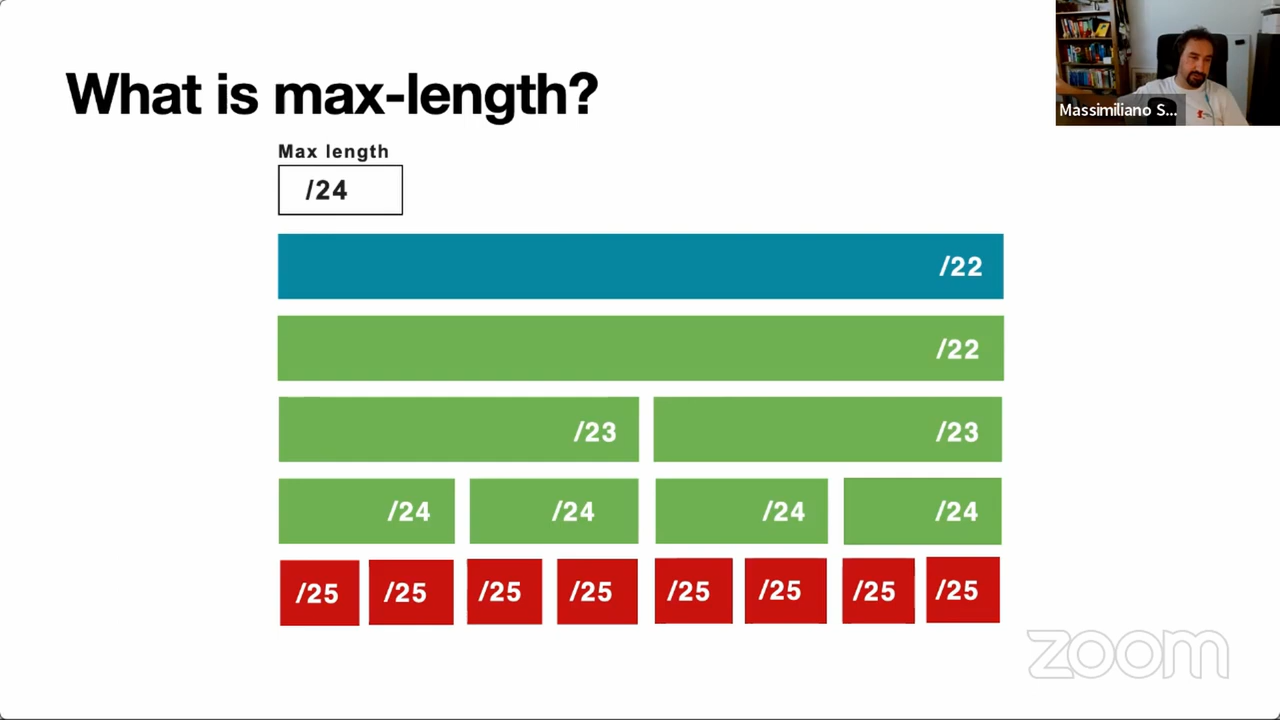 What is max-length?
Massimiliano S...
Max length
/24
/22
/22
/23 /23
/24 /24 /24 /24
/25 /25 /25 /25 /25 /25 /25 /25
zoom